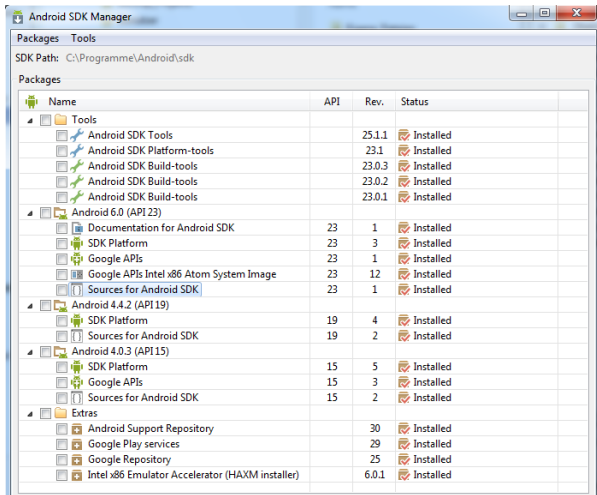 Android SDK Manager
Packages Tools
SDK Path: C:\Programme\Android\sdk
Packages
Name API Rev. Status
Tools
Android SDK Tools 25.1.1 Installed
Android SDK Platform-tools 23.1 Installed
Android SDK Build-tools 23.0.3 Installed
Android SDK Build-tools 23.0.2 Installed
Android SDK Build-tools 23.0.1 Installed
Android 6.0 (API 23)
Documentation for Android SDK 23 1 Installed
SDK Platform 23 3 Installed
Google APIs 23 1 Installed
Google APIs Intel x86 Atom System Image 23 12 Installed
Sources for Android SDK 23 1 Installed
Android 4.4.2 (API 19)
SDK Platform 19 4 Installed
Sources for Android SDK 19 2 Installed
Android 4.0.3 (API 15)
SDK Platform 15 5 Installed
Google APIs 15 3 Installed
Sources for Android SDK 15 2 Installed
Extras
Android Support Repository 30 Installed
Google Play services 29 Installed
Google Repository 25 Installed
Intel x86 Emulator Accelerator (HAXM installer) 6.0.1 Installed